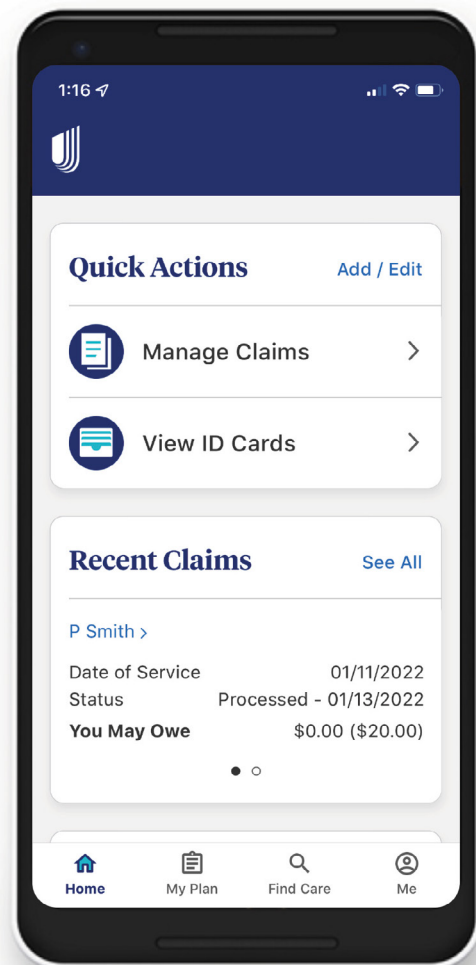 1:16
Quick Actions Add / Edit
Manage Claims
View ID Cards
Recent Claims See All
P Smith >
Date of Service 01/11/2022
Status Processed - 01/13/2022
You May Owe $0.00 ($20.00)
Home My Plan Find Care Me